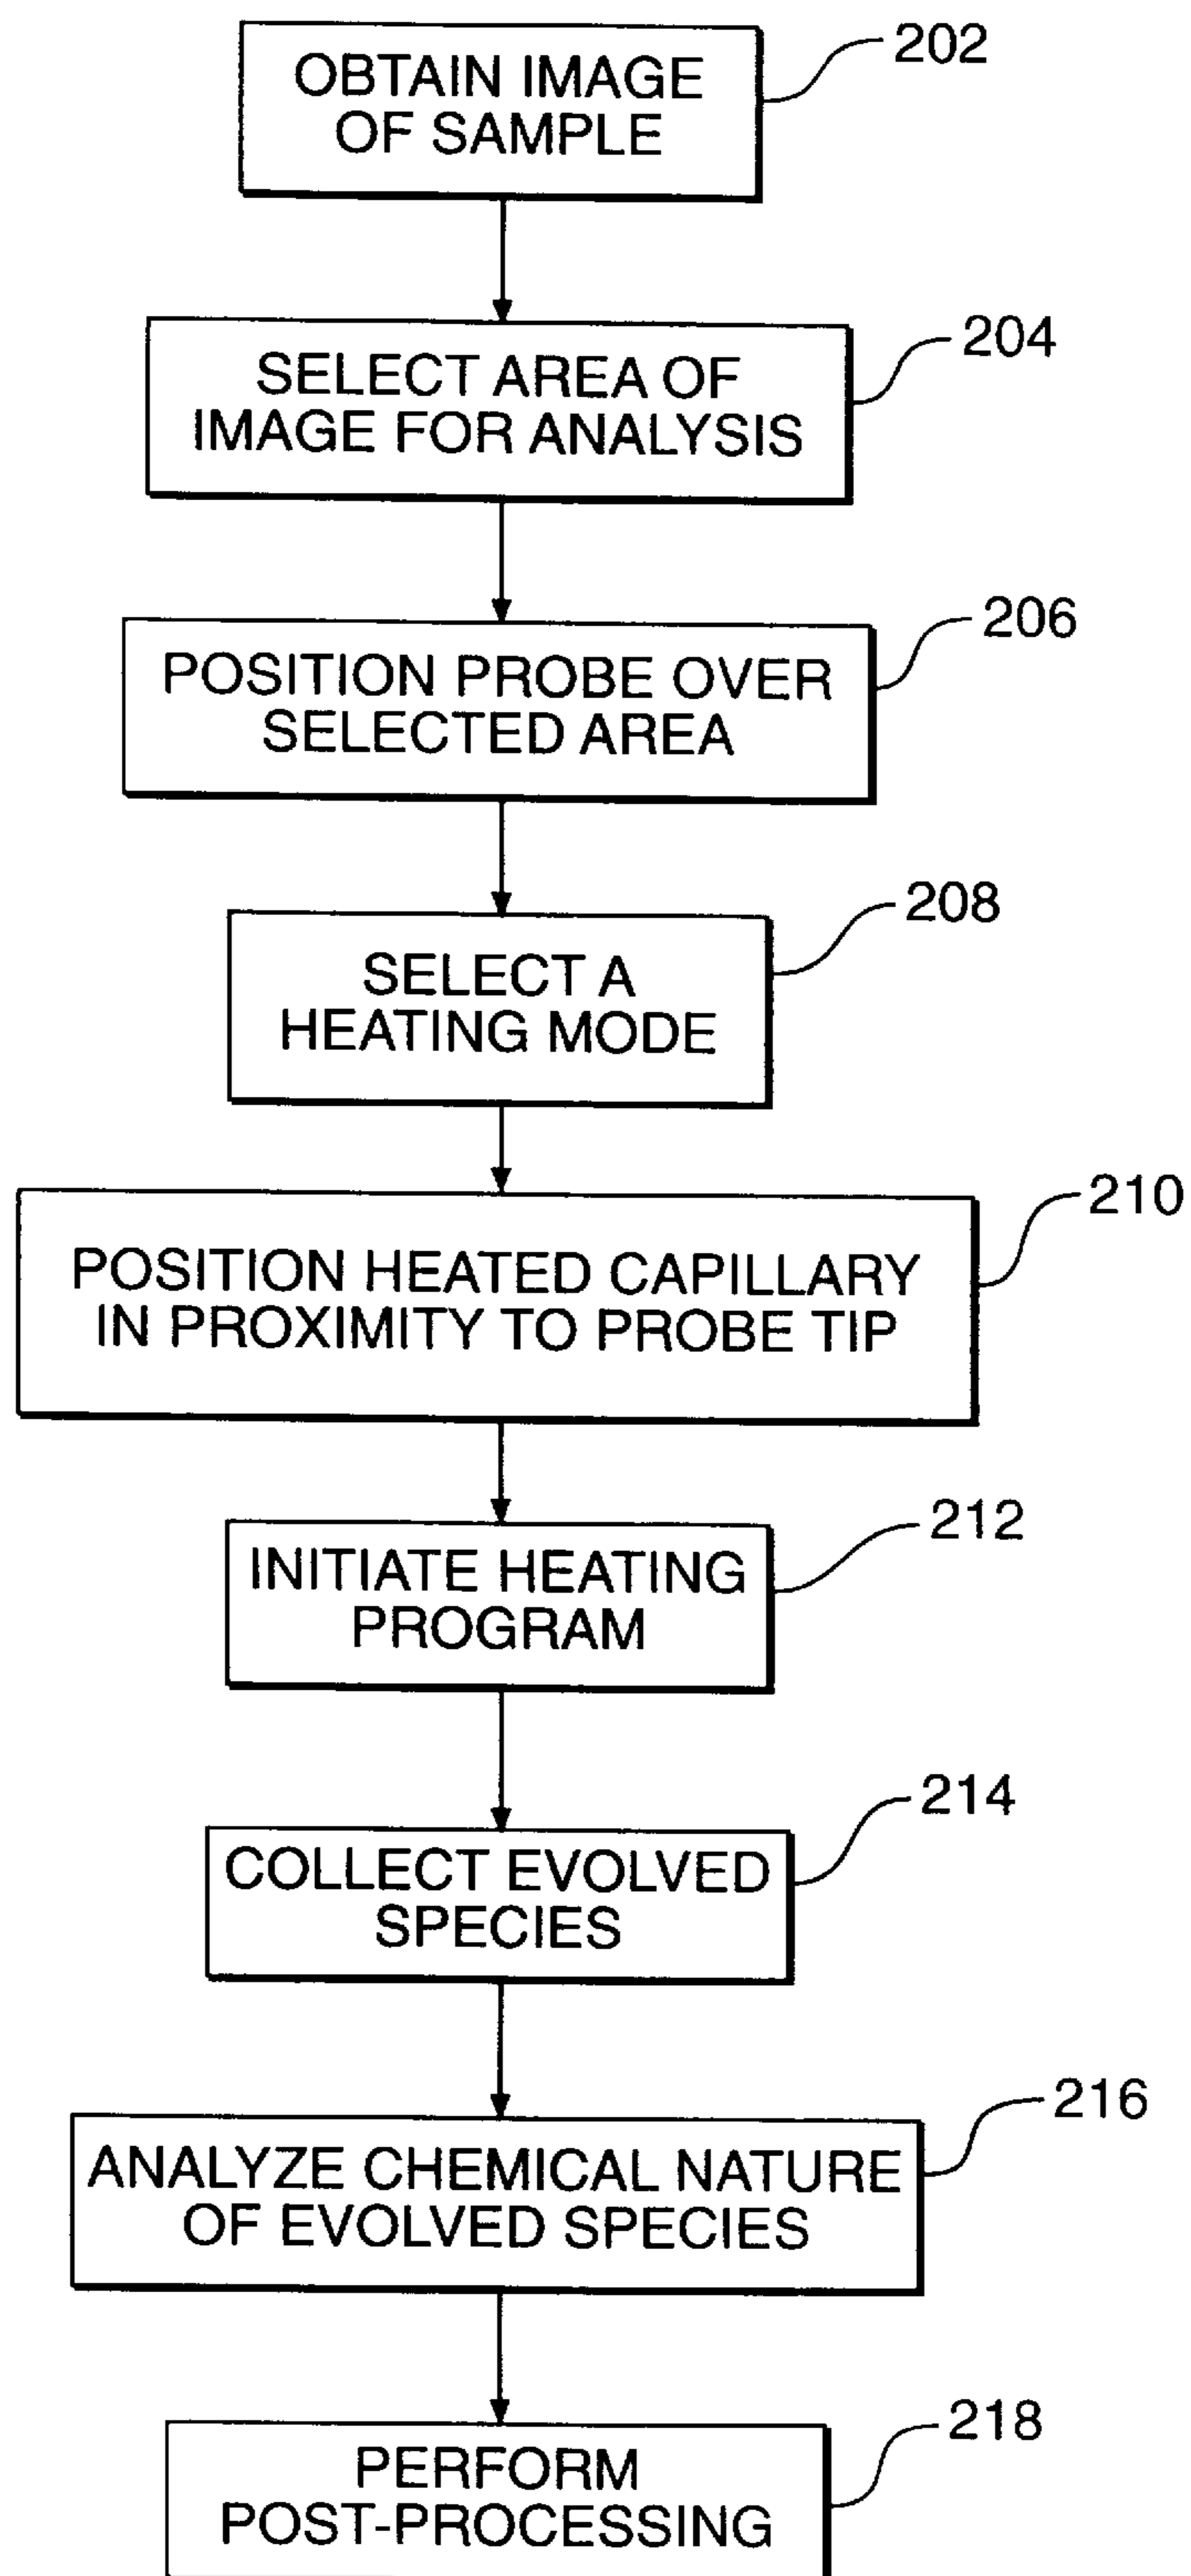 OBTAIN IMAGE
OF SAMPLE
202
SELECT AREA OF
IMAGE FOR ANALYSIS
204
POSITION PROBE OVER
SELECTED AREA
206
SELECT A
HEATING MODE
208
POSITION HEATED CAPILLARY
IN PROXIMITY TO PROBE TIP
210
INITIATE HEATING
PROGRAM
212
COLLECT EVOLVED
SPECIES
214
ANALYZE CHEMICAL NATURE
OF EVOLVED SPECIES
216
PERFORM
POST-PROCESSING
218